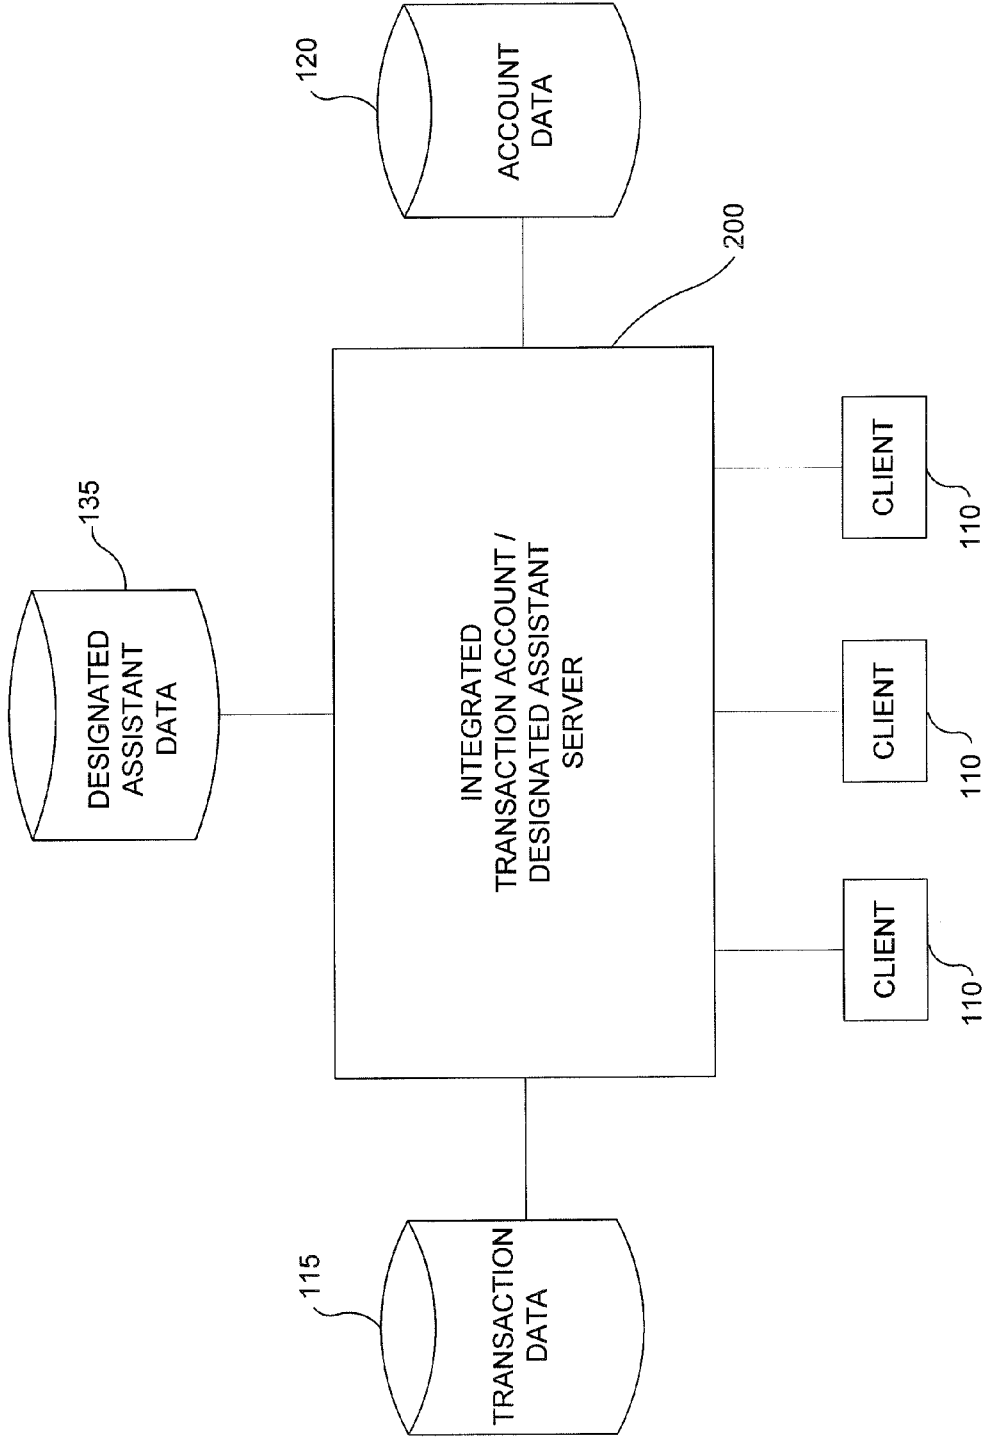 135
DESIGNATED
ASSISTANT
DATA
115
TRANSACTION
DATA
INTEGRATED
TRANSACTION ACCOUNT /
DESIGNATED ASSISTANT
SERVER
120
ACCOUNT
DATA
200
CLIENT
110
CLIENT
110
CLIENT
110